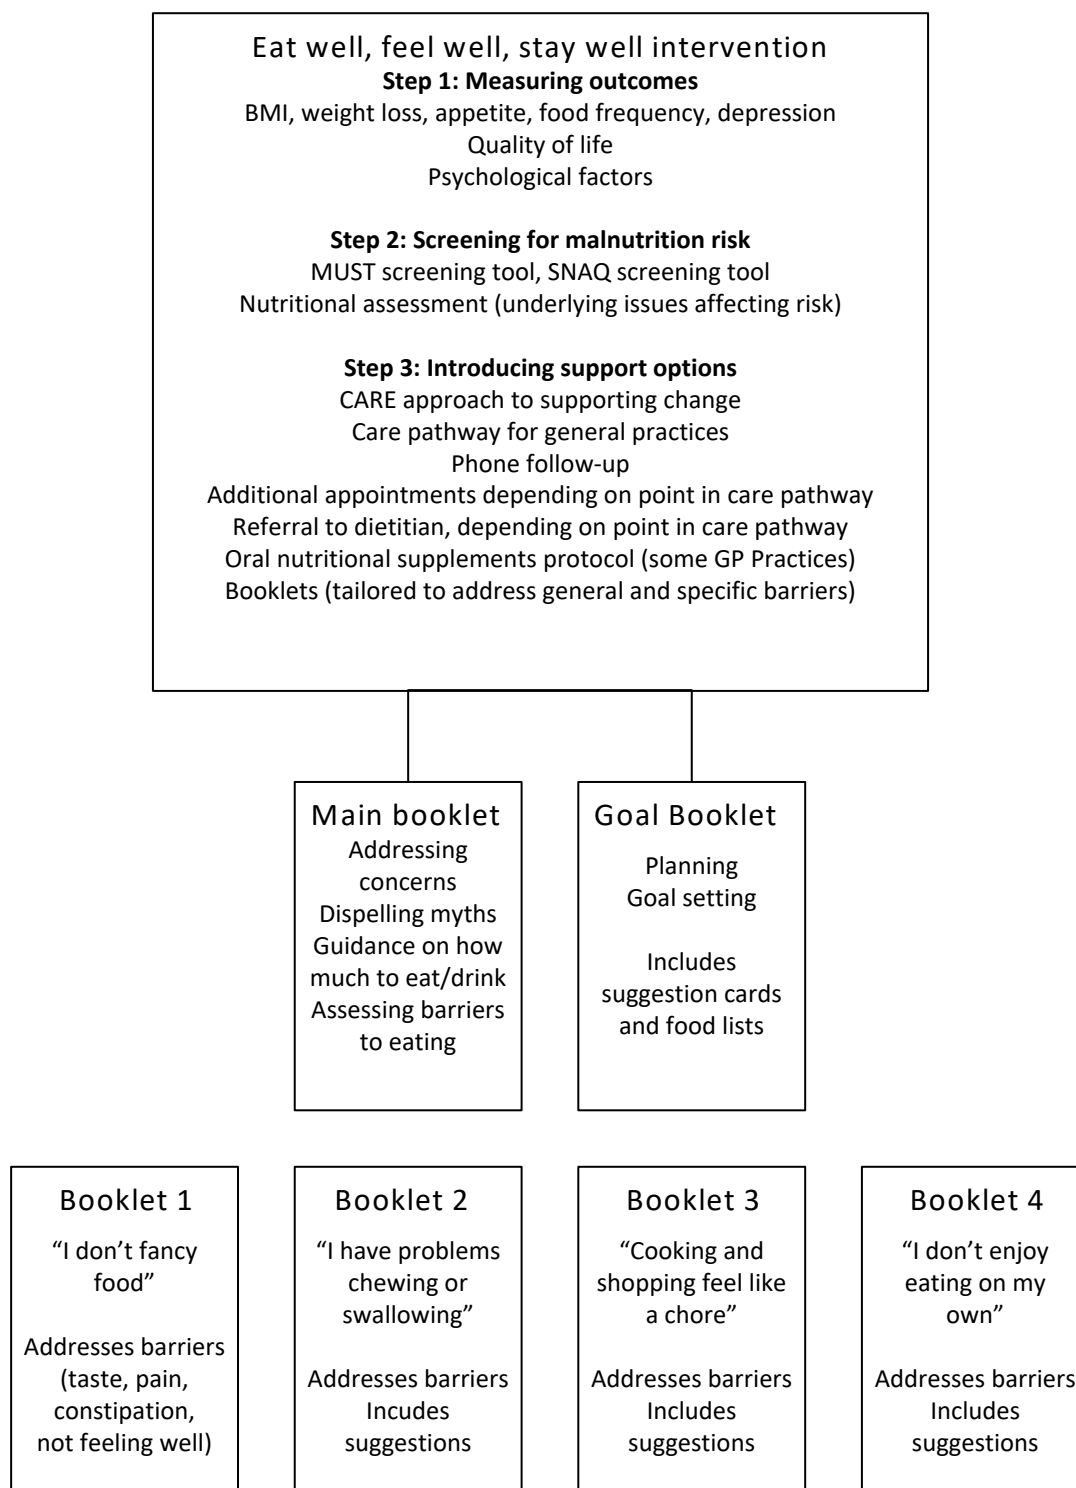 Eat well, feel well, stay well intervention
Step 1: Measuring outcomes
BMI, weight loss, appetite, food frequency, depression
Quality of life
Psychological factors
Step 2: Screening for malnutrition risk
MUST screening tool, SNAQ screening tool
Nutritional assessment (underlying issues affecting risk)
Step 3: Introducing support options
CARE approach to supporting change
Care pathway for general practices
Phone follow-up
Additional appointments depending on point in care pathway
Referral to dietitian, depending on point in care pathway
Oral nutritional supplements protocol (some GP Practices)
Booklets (tailored to address general and specific barriers)
Main booklet
Addressing
concerns
Dispelling myths
Guidance on how
much to eat/drink
Assessing barriers
to eating
Goal Booklet
Planning
Goal setting
Includes
suggestion cards
and food lists
Booklet 1
“I don’t fancy
food”
Addresses barriers
(taste, pain,
constipation,
not feeling well)
Booklet 2
“I have problems
chewing or
swallowing”
Addresses barriers
Incudes
suggestions
Booklet 3
“Cooking and
shopping feel like
a chore”
Addresses barriers
Includes
suggestions
Booklet 4
“I don’t enjoy
eating on my
own”
Addresses barriers
Includes
suggestions